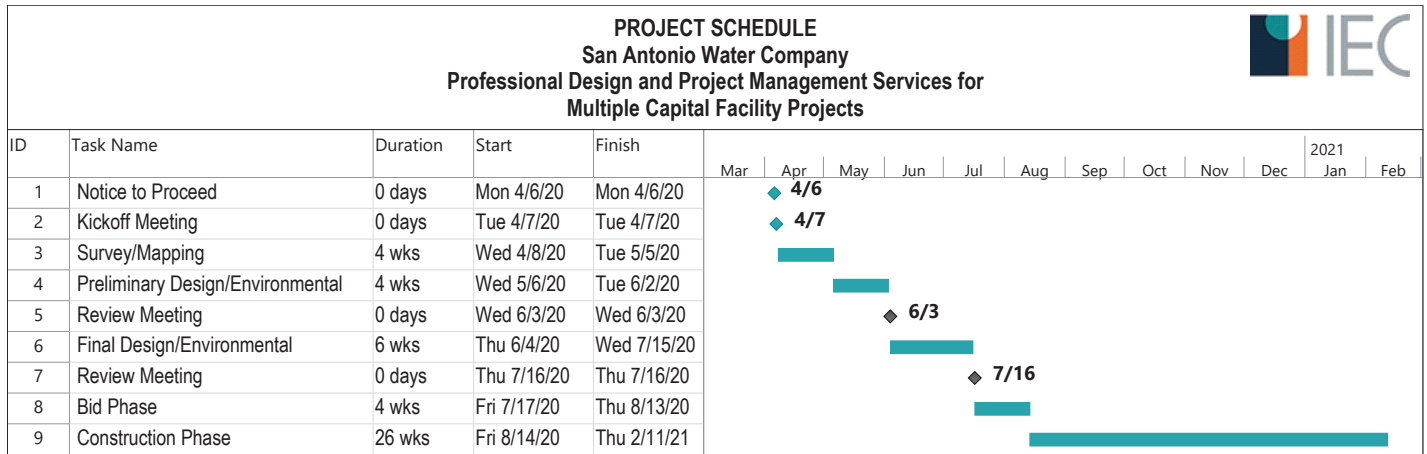 PROJECT SCHEDULE
San Antonio Water Company
Professional Design and Project Management Services for
Multiple Capital Facility Projects
IEC
ID Task Name Duration Start Finish Mar Apr May Jun Jul Aug Sep Oct Nov Dec 2021 Jan Feb
1 Notice to Proceed 0 days Mon 4/6/20 Mon 4/6/20 4/6
2 Kickoff Meeting 0 days Tue 4/7/20 Tue 4/7/20 4/7
3 Survey/Mapping 4 wks Wed 4/8/20 Tue 5/5/20
4 Preliminary Design/Environmental 4 wks Wed 5/6/20 Tue 6/2/20
5 Review Meeting 0 days Wed 6/3/20 Wed 6/3/20 6/3
6 Final Design/Environmental 6 wks Thu 6/4/20 Wed 7/15/20
7 Review Meeting 0 days Thu 7/16/20 Thu 7/16/20 7/16
8 Bid Phase 4 wks Fri 7/17/20 Thu 8/13/20
9 Construction Phase 26 wks Fri 8/14/20 Thu 2/11/21